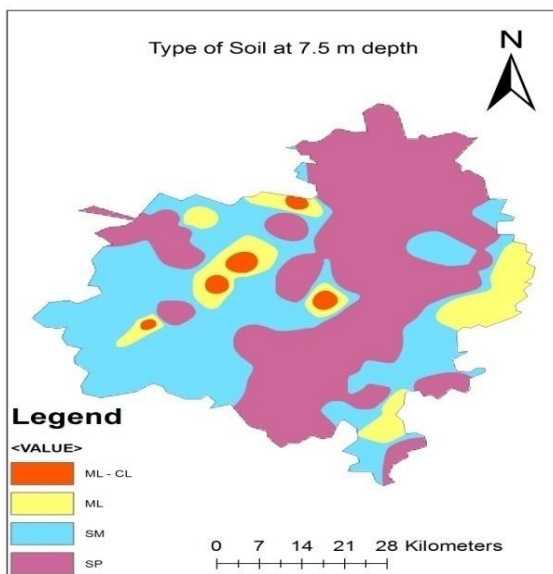 Type of Soil at 7.5 m depth
N
Legend
<VALUE>
ML - CL
ML
SM
SP
0 7 14 21 28 Kilometers